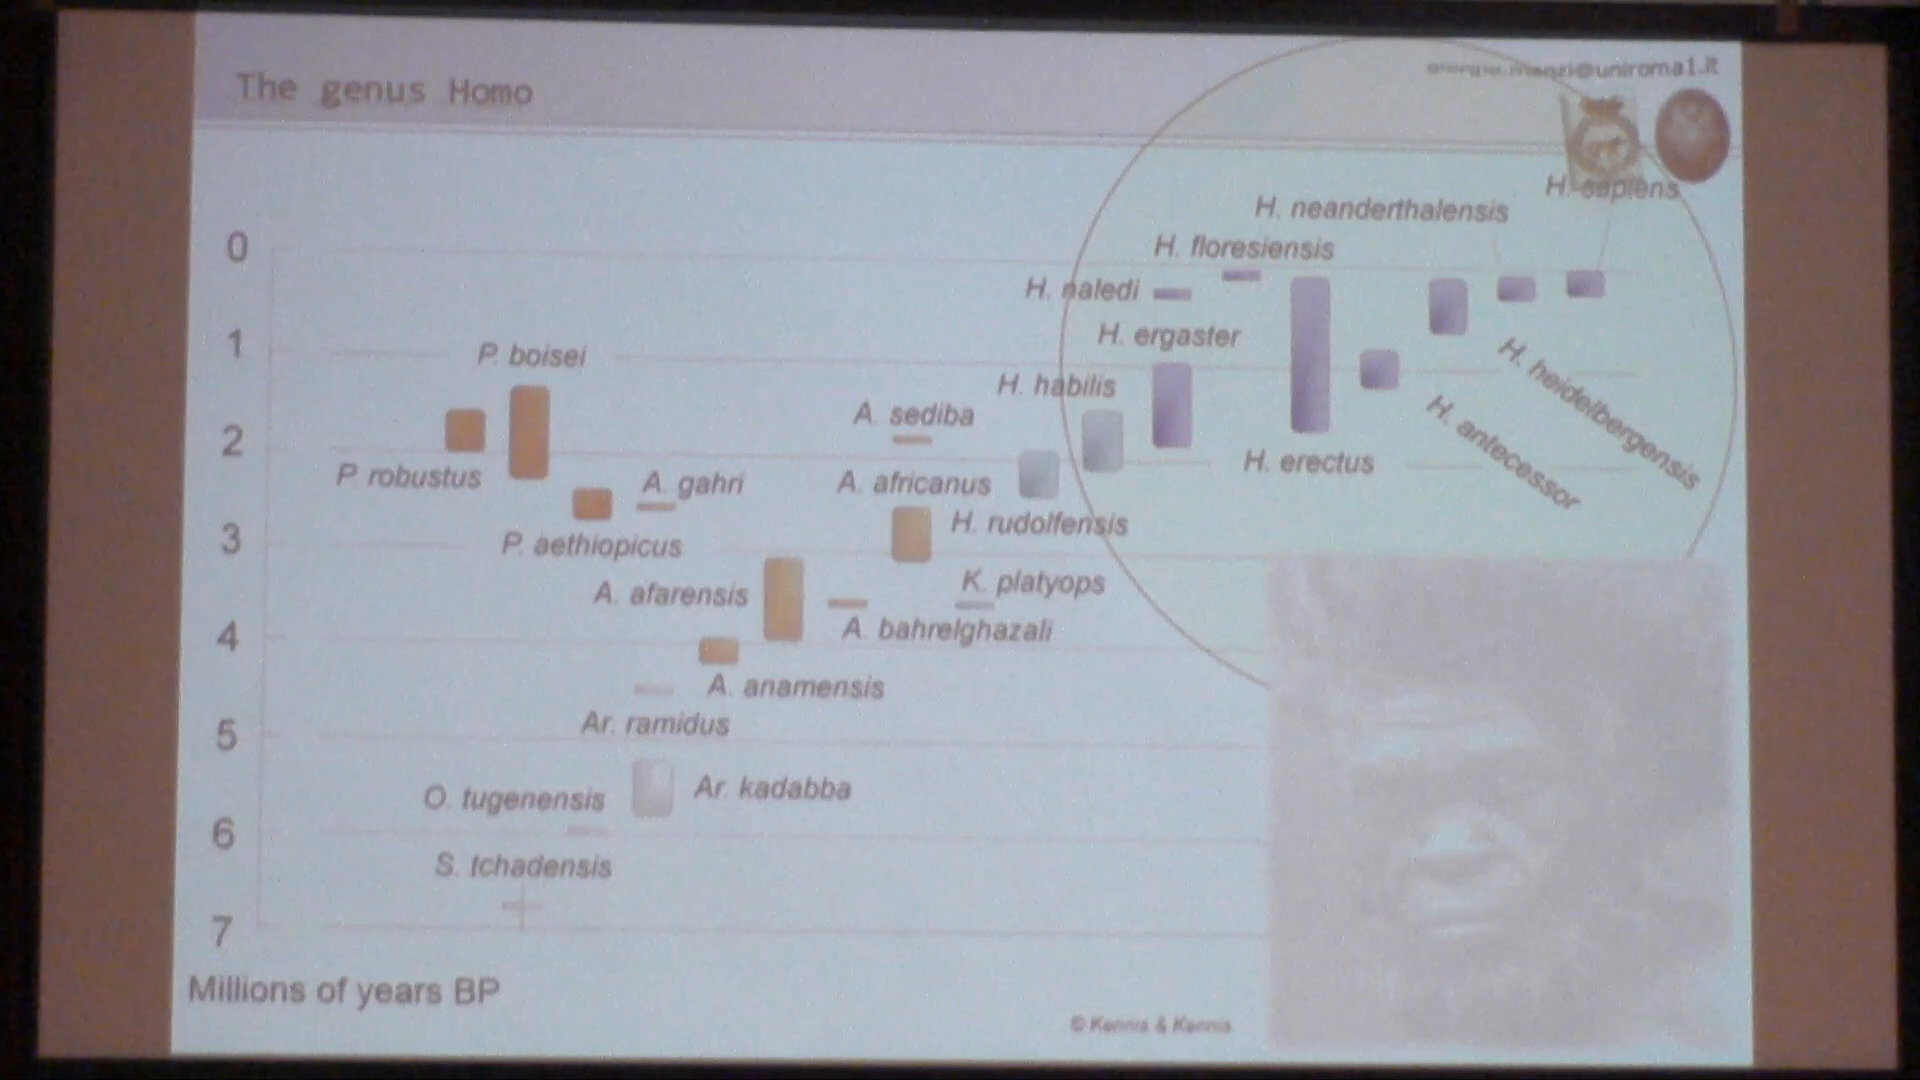 The genus Homo
@uniroma1.it
H. sapiens
H. neanderthalensis
H. floresiensis
0
H. naledi
H. ergaster
1
P. boisei
H. habilis
H. heidelbergensis
A. sediba
H. antecessor
2
H. erectus
P. robustus
A. gahri
A. africanus
H. rudolfensis
3
P. aethiopicus
K. platyops
A. afarensis
A. bahrelghazali
4
A. anamensis
Ar. ramidus
5
Ar. kadabba
O. tugenensis
6
S. tchadensis
7
Millions of years BP
© Kennis & Kennis